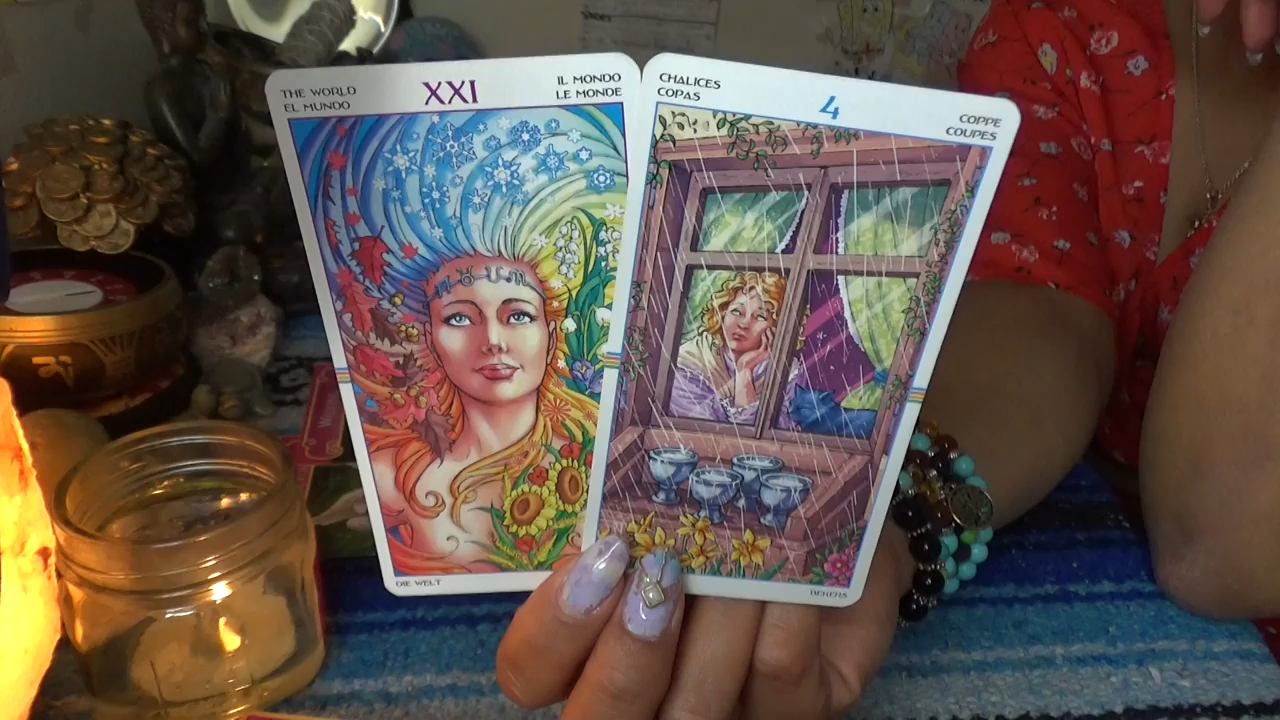 THE WORLD
EL MUNDO
XXI
IL MONDO
LE MONDE
DIE WELT
CHALICES
COPAS
4
COPPE
COUPES